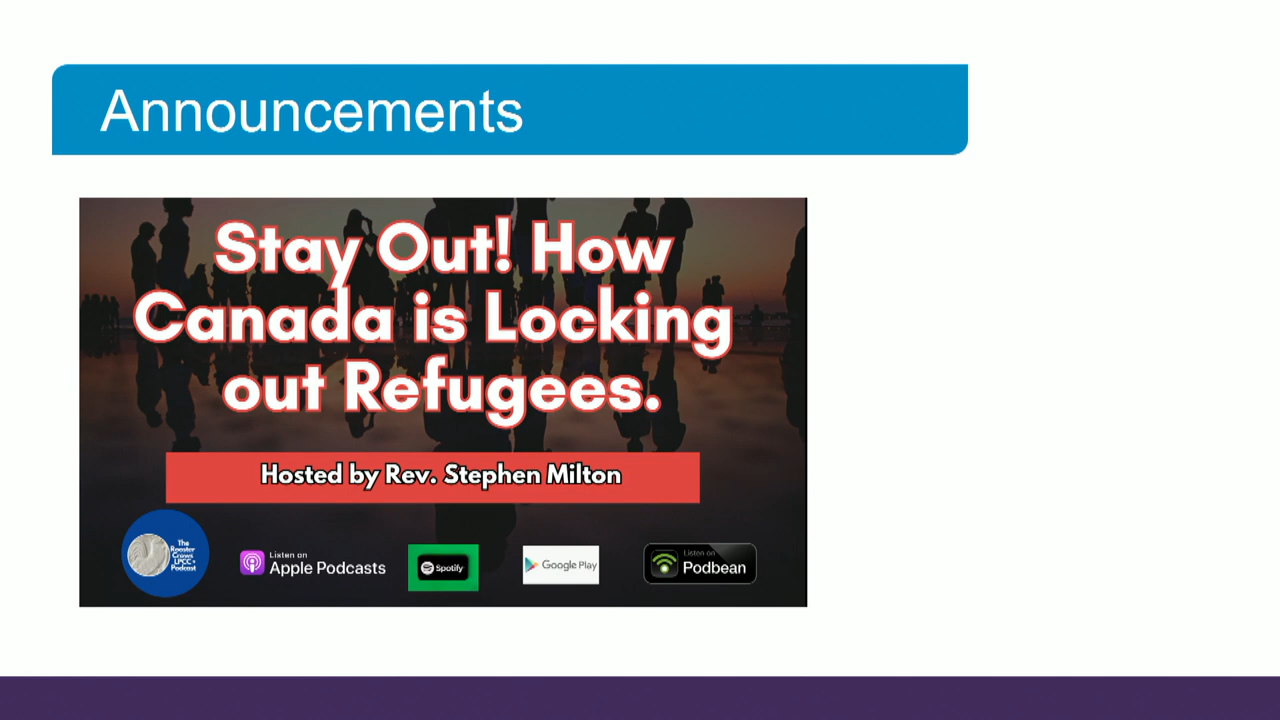 Announcements
Stay Out! How
Canada is Locking
out Refugees.
Hosted by Rev. Stephen Milton
The
Rooster
Crows
LPCC
Podcast
Listen on
Apple Podcasts
Spotify
Google Play
Listen on
Podbean